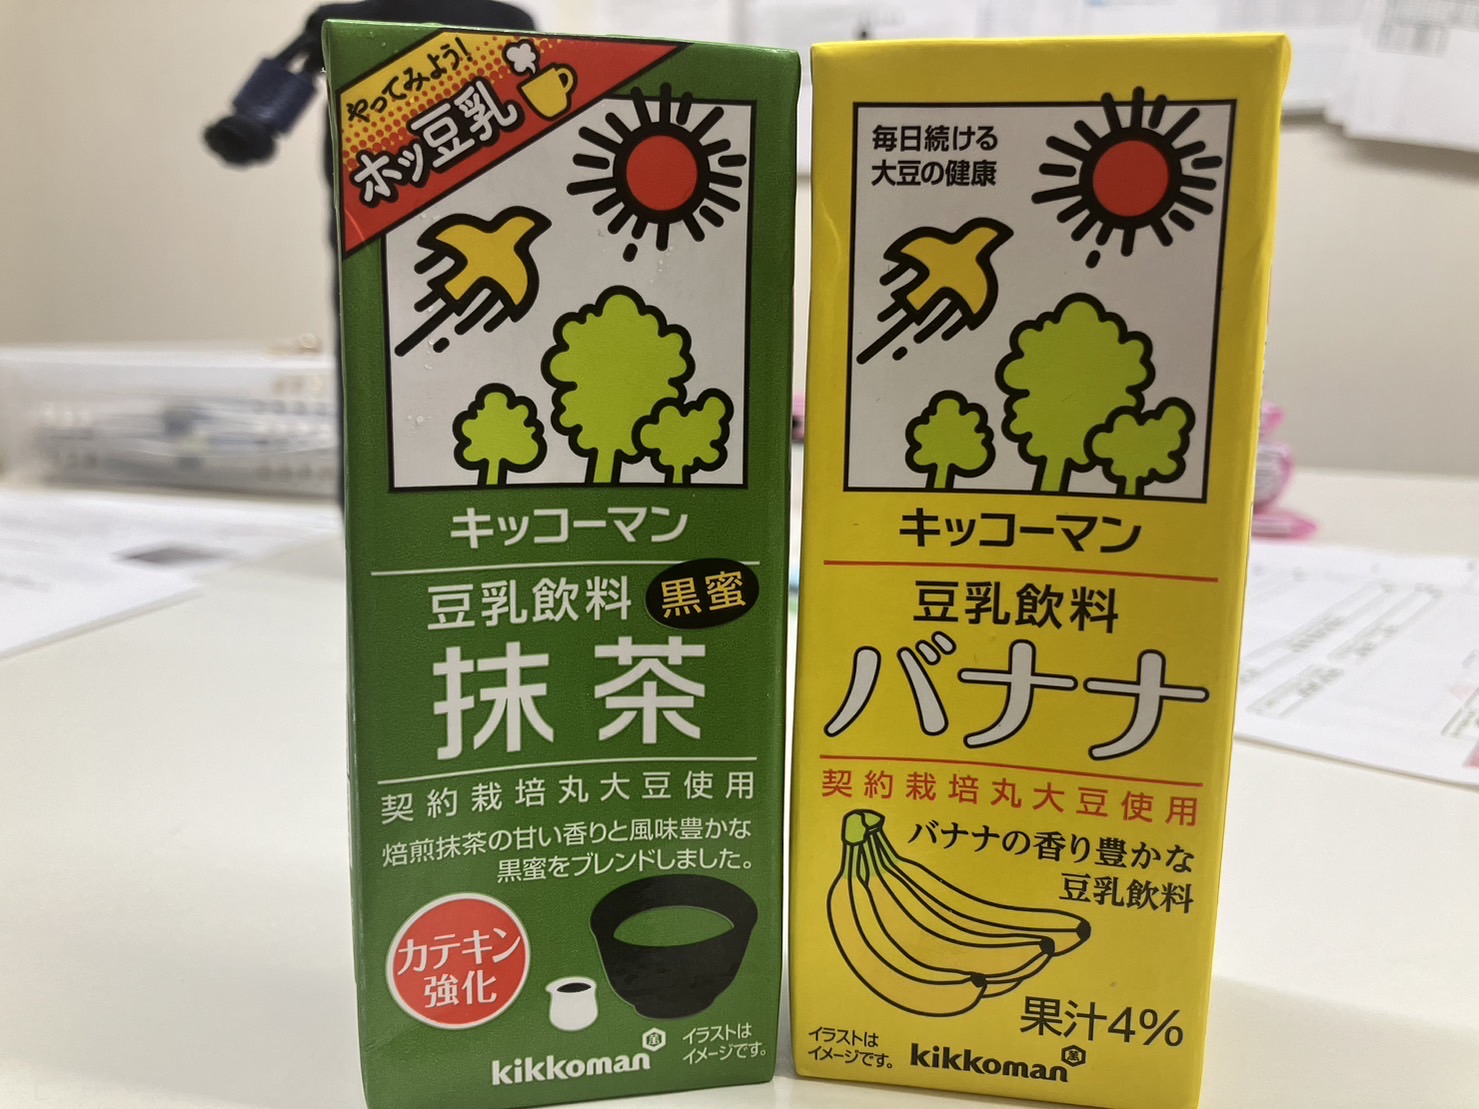 やってみよう!
ホッ豆乳
キッコーマン
豆乳飲料 黒蜜
抹茶
契約栽培丸大豆使用
焙煎抹茶の甘い香りと風味豊かな
黒蜜をブレンドしました。
カテキン
強化
イラストは
イメージです。
kikkoman
毎日続ける
大豆の健康
キッコーマン
豆乳飲料
バナナ
契約栽培丸大豆使用
バナナの香り豊かな
豆乳飲料
果汁4%
イラストは
イメージです。
kikkoman